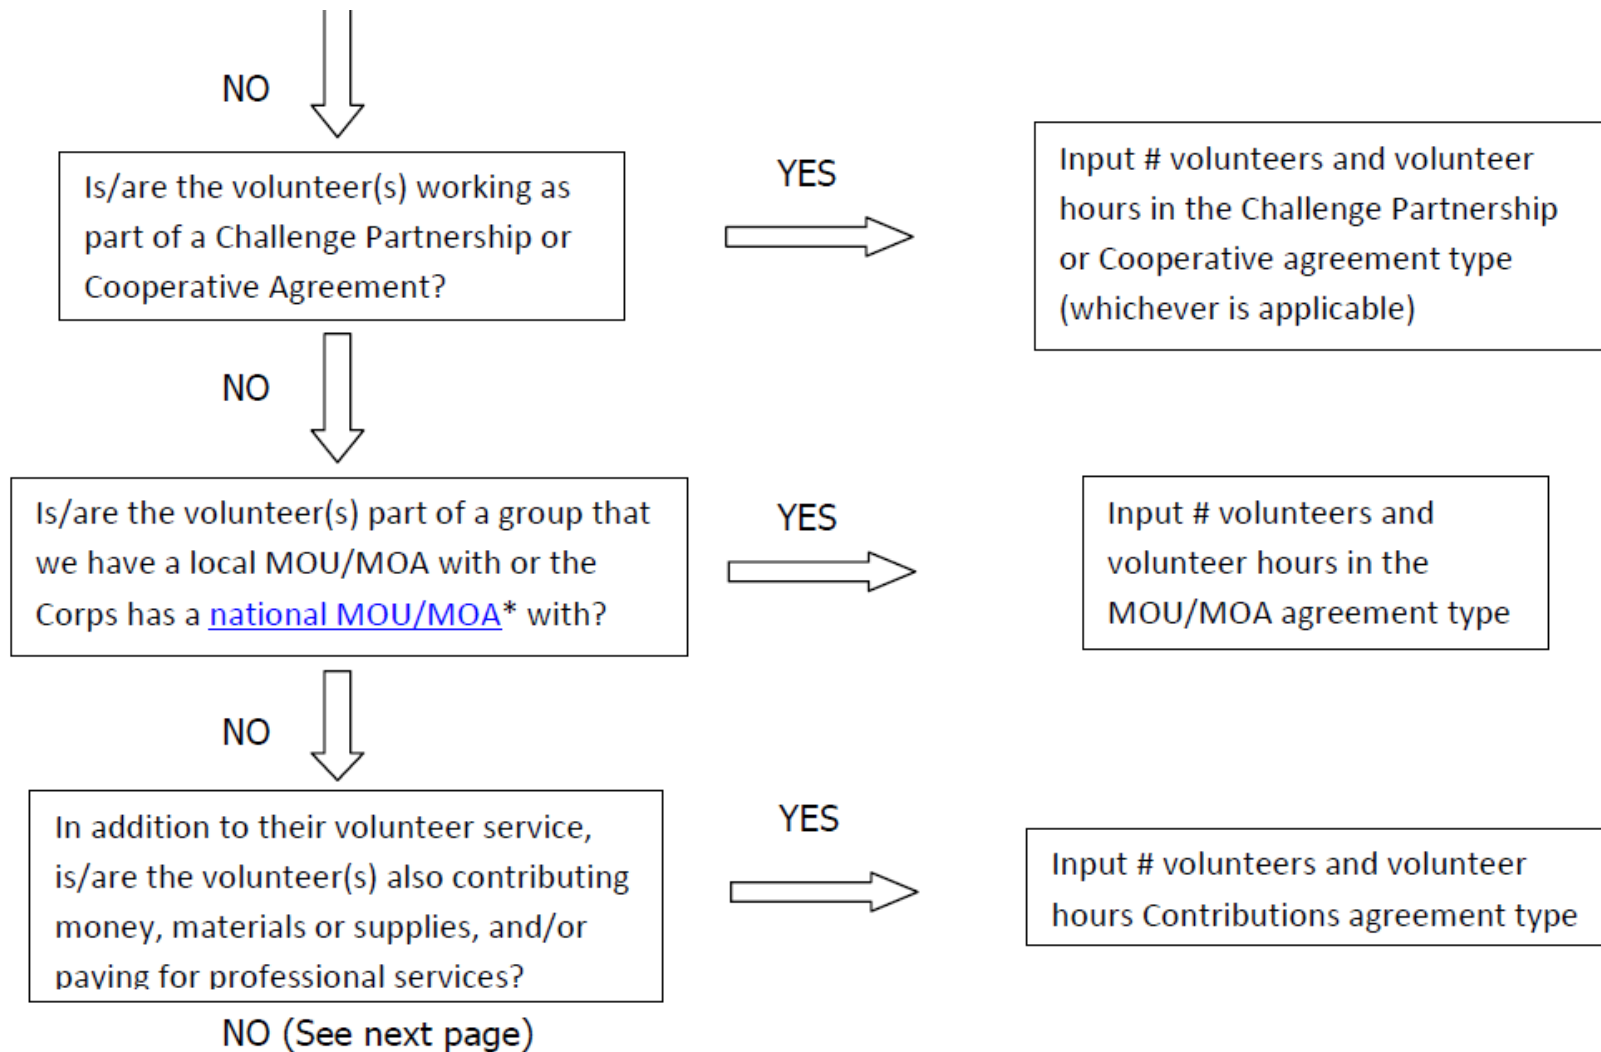 NO
Is/are the volunteer(s) working as
part of a Challenge Partnership or
Cooperative Agreement?
YES
Input # volunteers and volunteer
hours in the Challenge Partnership
or Cooperative agreement type
(whichever is applicable)
NO
Is/are the volunteer(s) part of a group that
we have a local MOU/MOA with or the
Corps has a national MOU/MOA* with?
YES
Input # volunteers and
volunteer hours in the
MOU/MOA agreement type
NO
In addition to their volunteer service,
is/are the volunteer(s) also contributing
money, materials or supplies, and/or
paying for professional services?
YES
Input # volunteers and volunteer
hours Contributions agreement type
NO (See next page)